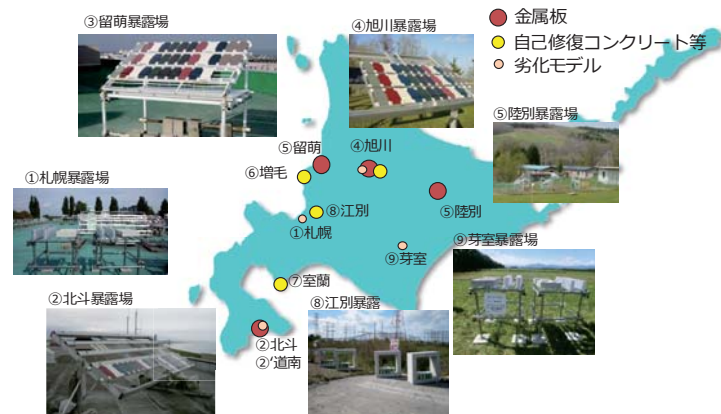 ③留萌暴露場
④旭川暴露場
金属板
自己修復コンクリート等
劣化モデル
⑤陸別暴露場
⑤留萌
④旭川
⑥増毛
①札幌暴露場
⑧江別
⑤陸別
①札幌
⑨芽室
⑨芽室暴露場
⑦室蘭
②北斗暴露場
⑧江別暴露
②北斗
②'道南